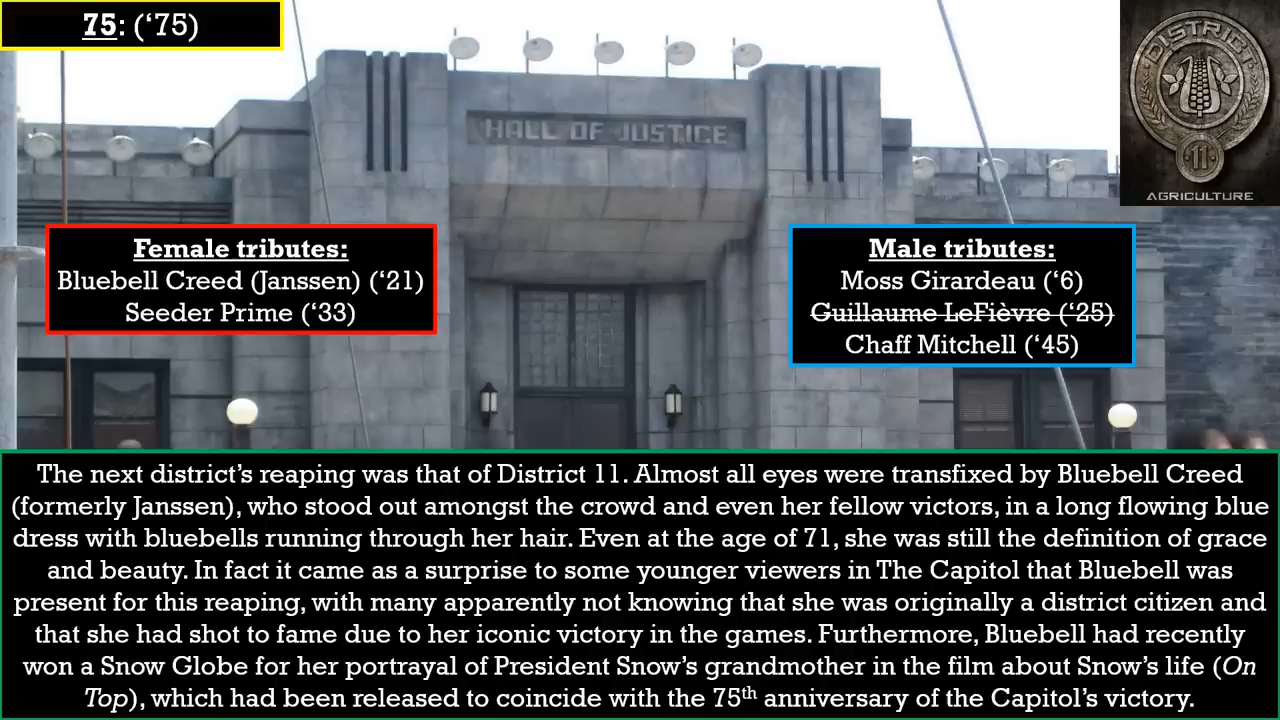 75: (‘75)
DISTRICT
11
AGRICULTURE
HALL OF JUSTICE
Female tributes:
Bluebell Creed (Janssen) (‘21)
Seeder Prime (‘33)
Male tributes:
Moss Girardeau (‘6)
Guillaume LeFièvre (‘25)
Chaff Mitchell (‘45)
The next district’s reaping was that of District 11. Almost all eyes were transfixed by Bluebell Creed
(formerly Janssen), who stood out amongst the crowd and even her fellow victors, in a long flowing blue
dress with bluebells running through her hair. Even at the age of 71, she was still the definition of grace
and beauty. In fact it came as a surprise to some younger viewers in The Capitol that Bluebell was
present for this reaping, with many apparently not knowing that she was originally a district citizen and
that she had shot to fame due to her iconic victory in the games. Furthermore, Bluebell had recently
won a Snow Globe for her portrayal of President Snow’s grandmother in the film about Snow’s life (On
Top), which had been released to coincide with the 75th anniversary of the Capitol’s victory.